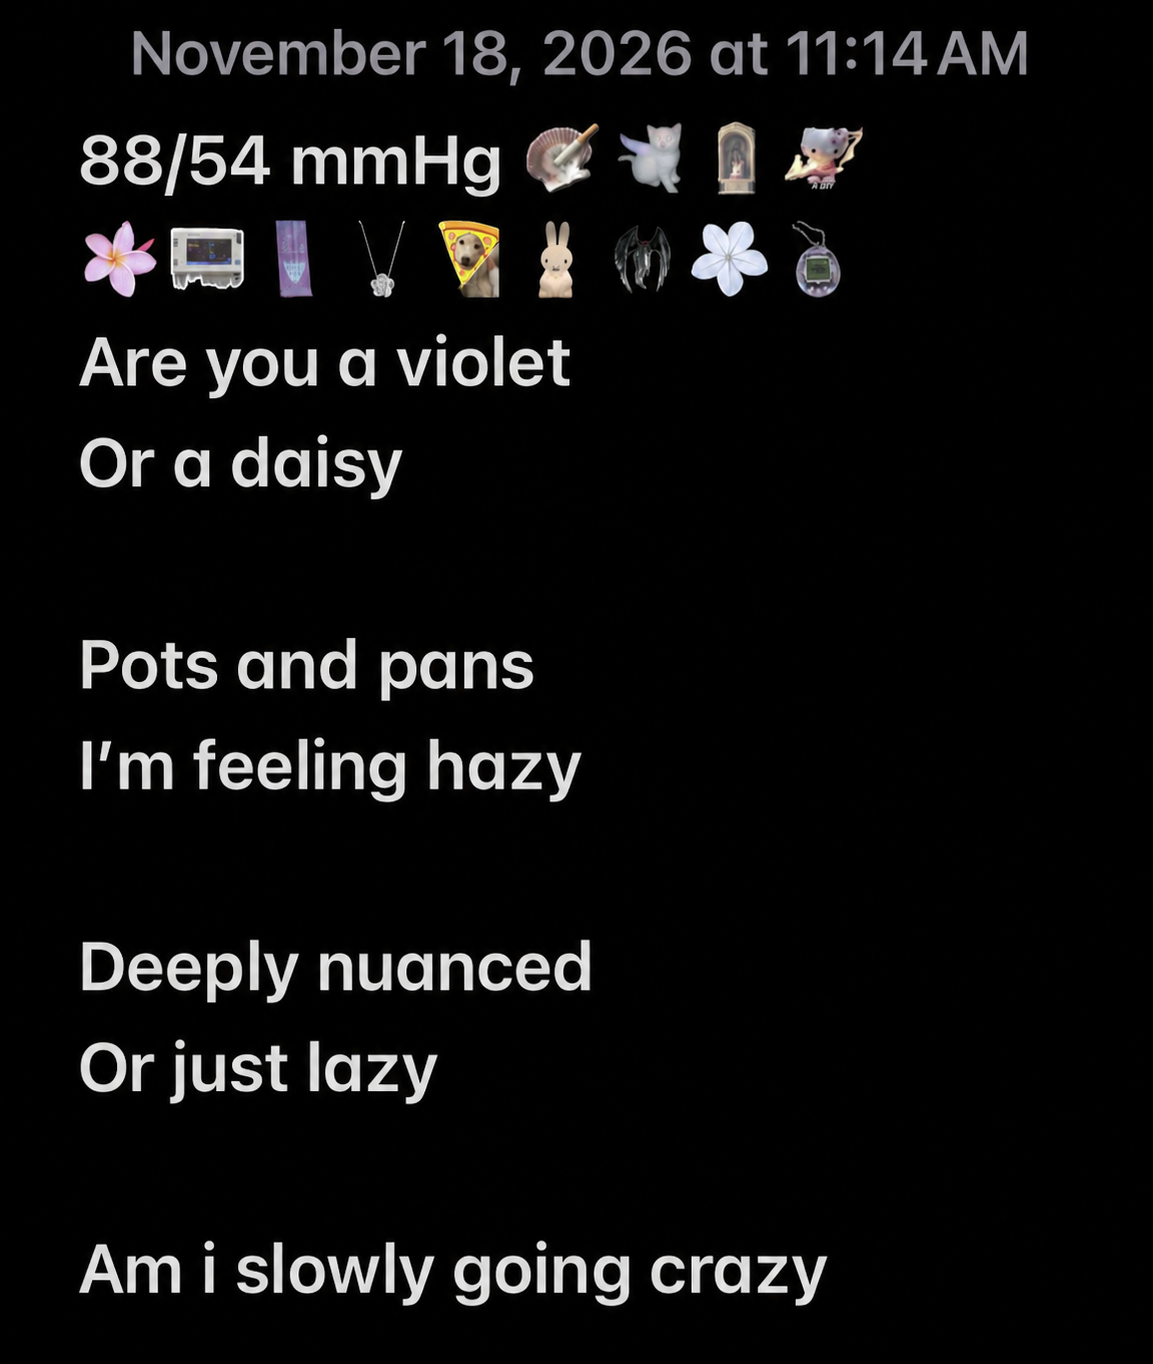 November 18, 2026 at 11:14 AM
88/54 mmHg
Are you a violet
Or a daisy
Pots and pans
I’m feeling hazy
Deeply nuanced
Or just lazy
Am i slowly going crazy